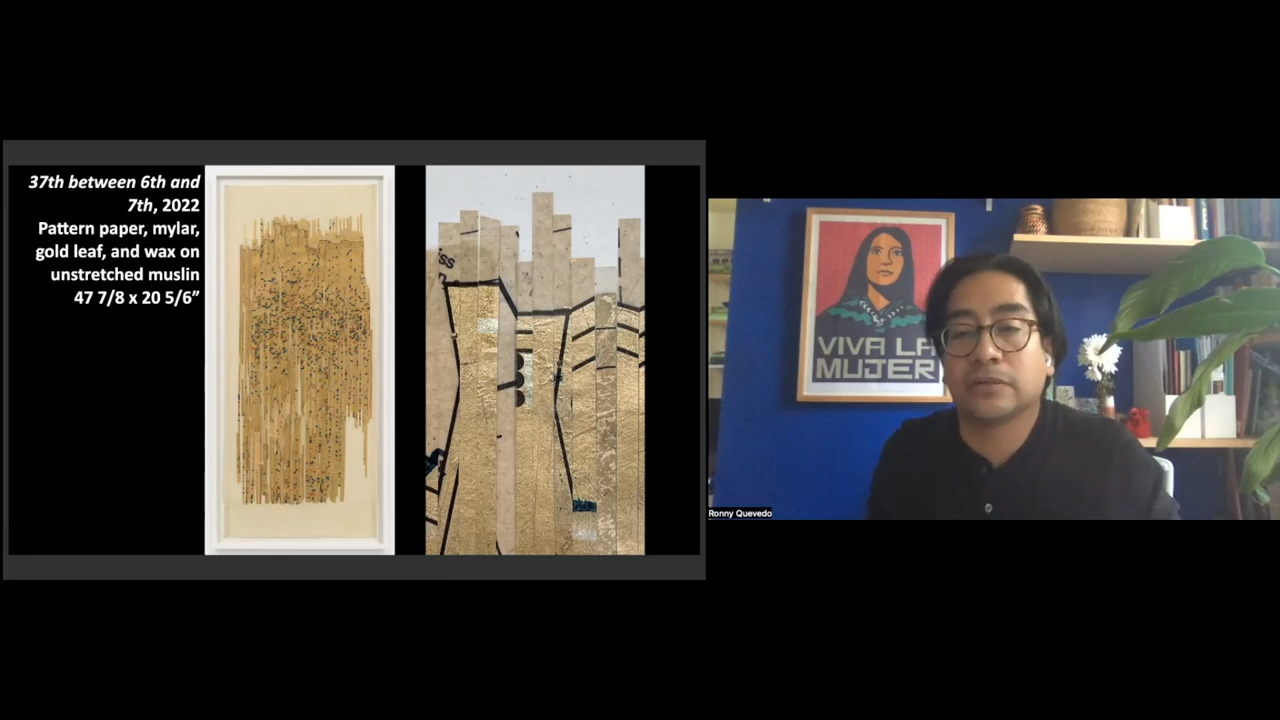 37th between 6th and
7th, 2022
Pattern paper, mylar,
gold leaf, and wax on
unstretched muslin
47 7/8 x 20 5/6”
iss
VIVA LA
MUJER
Ronny Quevedo